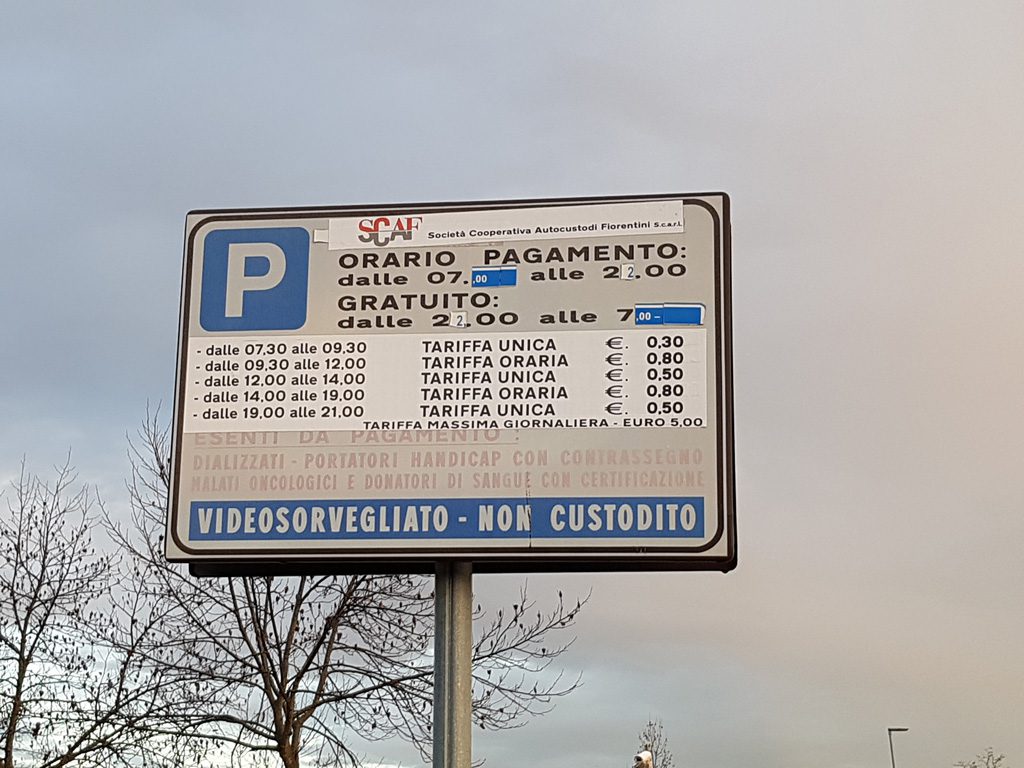 SCAF Società Cooperativa Autocustodi Fiorentini S.c.a.r.l.
P
ORARIO PAGAMENTO:
dalle 07.,00 alle 22.00
GRATUITO:
dalle 22.00 alle 7,00 –
- dalle 07,30 alle 09,30 TARIFFA UNICA €. 0,30
- dalle 09,30 alle 12,00 TARIFFA ORARIA €. 0,80
- dalle 12,00 alle 14,00 TARIFFA UNICA €. 0,50
- dalle 14,00 alle 19,00 TARIFFA ORARIA €. 0,80
- dalle 19,00 alle 21,00 TARIFFA UNICA €. 0,50
TARIFFA MASSIMA GIORNALIERA - EURO 5,00
ESENTI DA PAGAMENTO :
DIALIZZATI - PORTATORI HANDICAP CON CONTRASSEGNO
MALATI ONCOLOGICI E DONATORI DI SANGUE CON CERTIFICAZIONE
VIDEOSORVEGLIATO - NON CUSTODITO